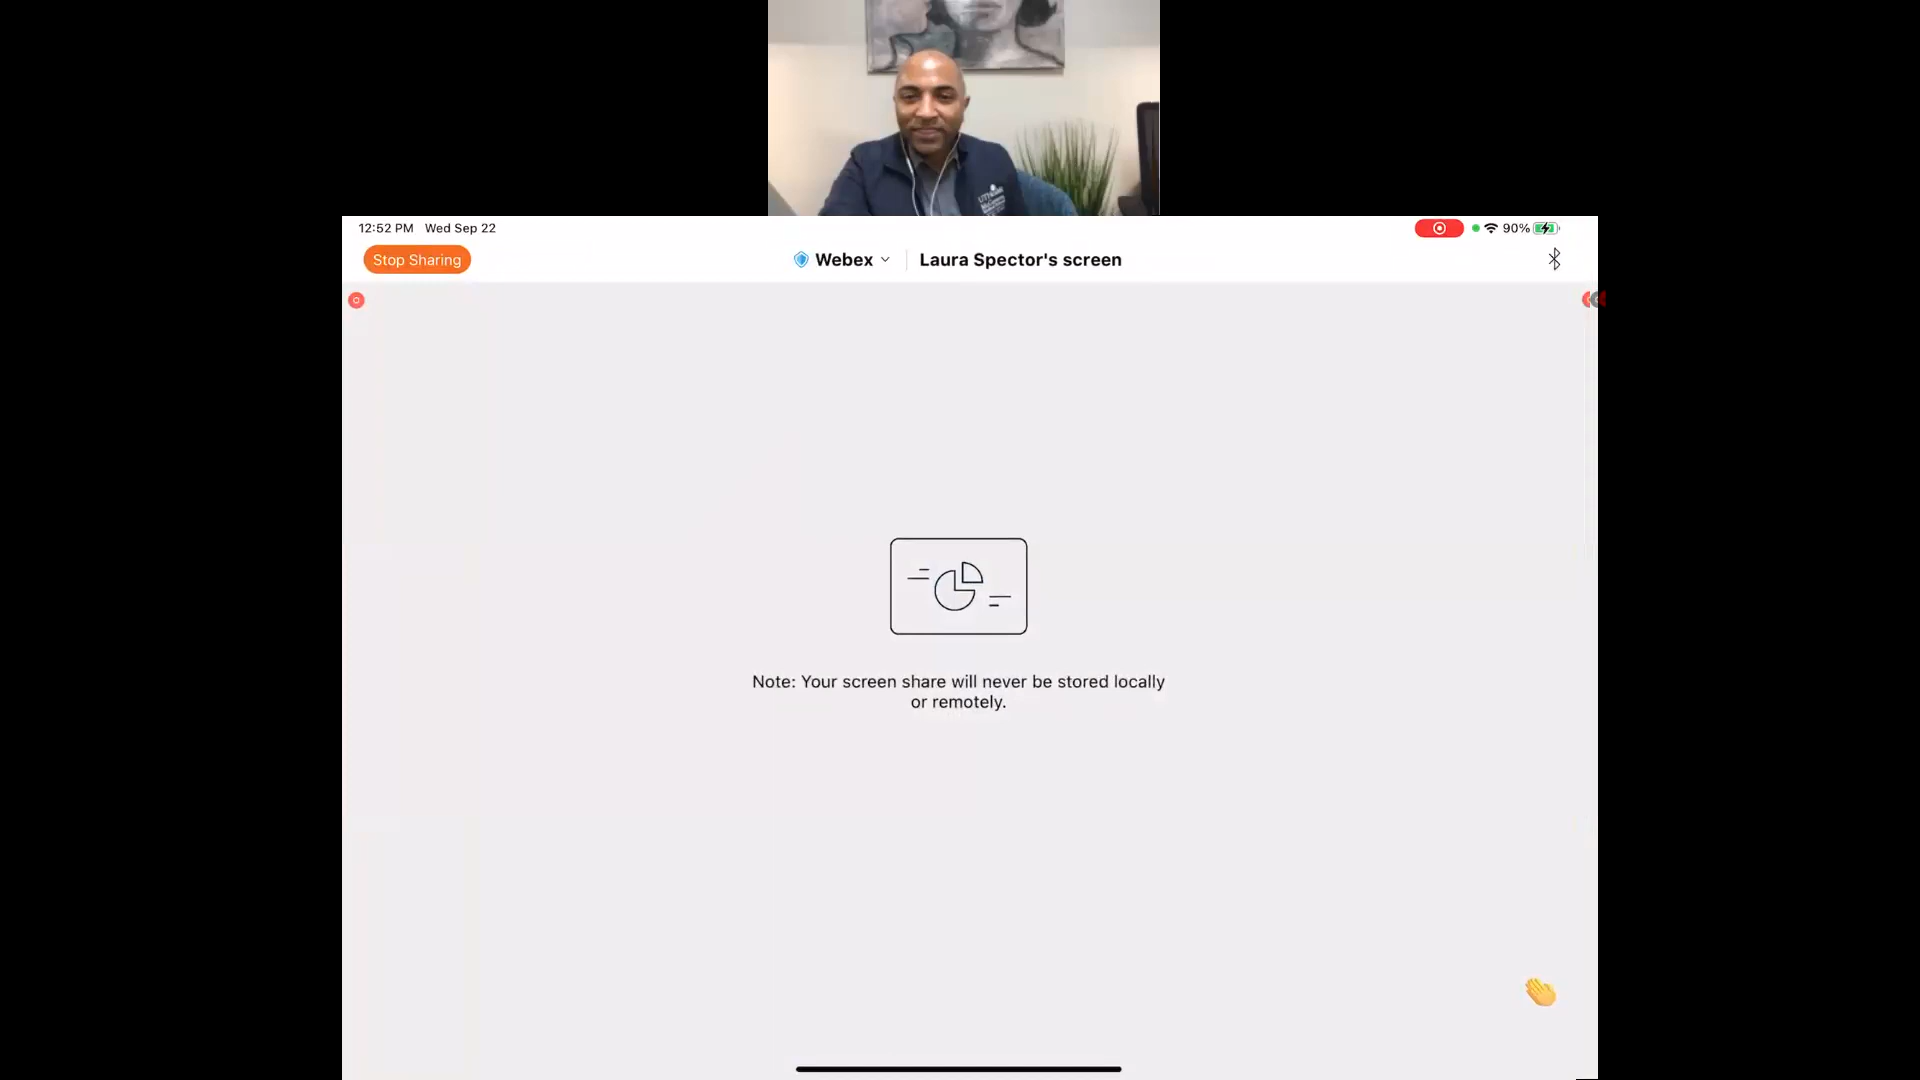 12:52 PM Wed Sep 22
90%
Stop Sharing
Webex
Laura Spector's screen
Note: Your screen share will never be stored locally
or remotely.